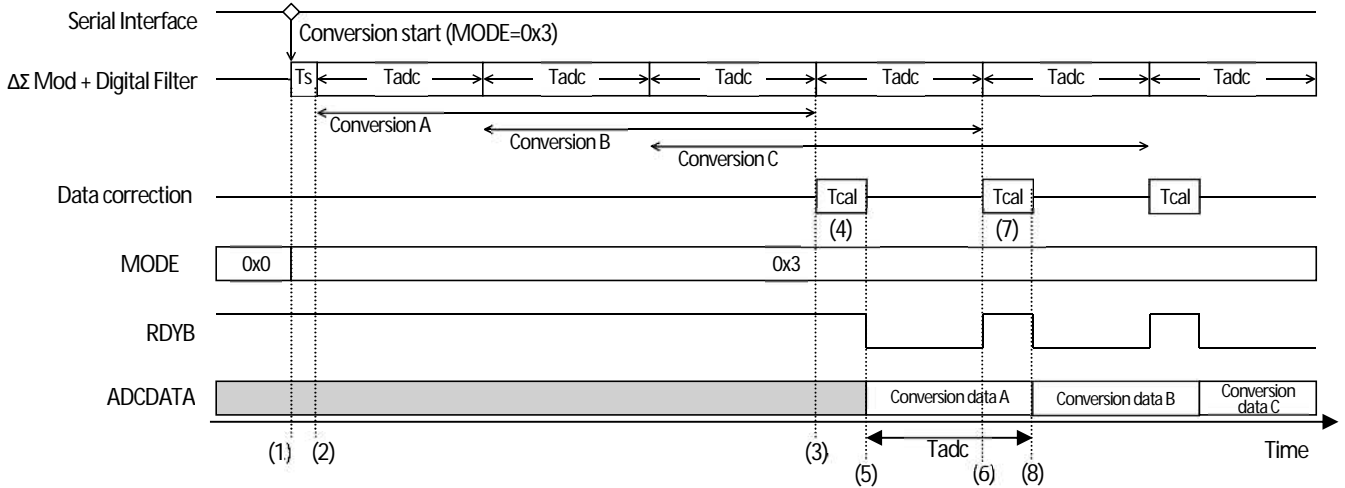 Serial Interface
Conversion start (MODE=0x3)
ΔΣ Mod + Digital Filter
Ts
Tadc
Tadc
Tadc
Tadc
Tadc
Tadc
Conversion A
Conversion B
Conversion C
Data correction
Tcal
Tcal
Tcal
(4)
(7)
MODE
0x0
0x3
RDYB
ADCDATA
Conversion data A
Conversion data B
Conversion
data C
(1)
(2)
(3)
Tadc
Time
(5)
(6)
(8)